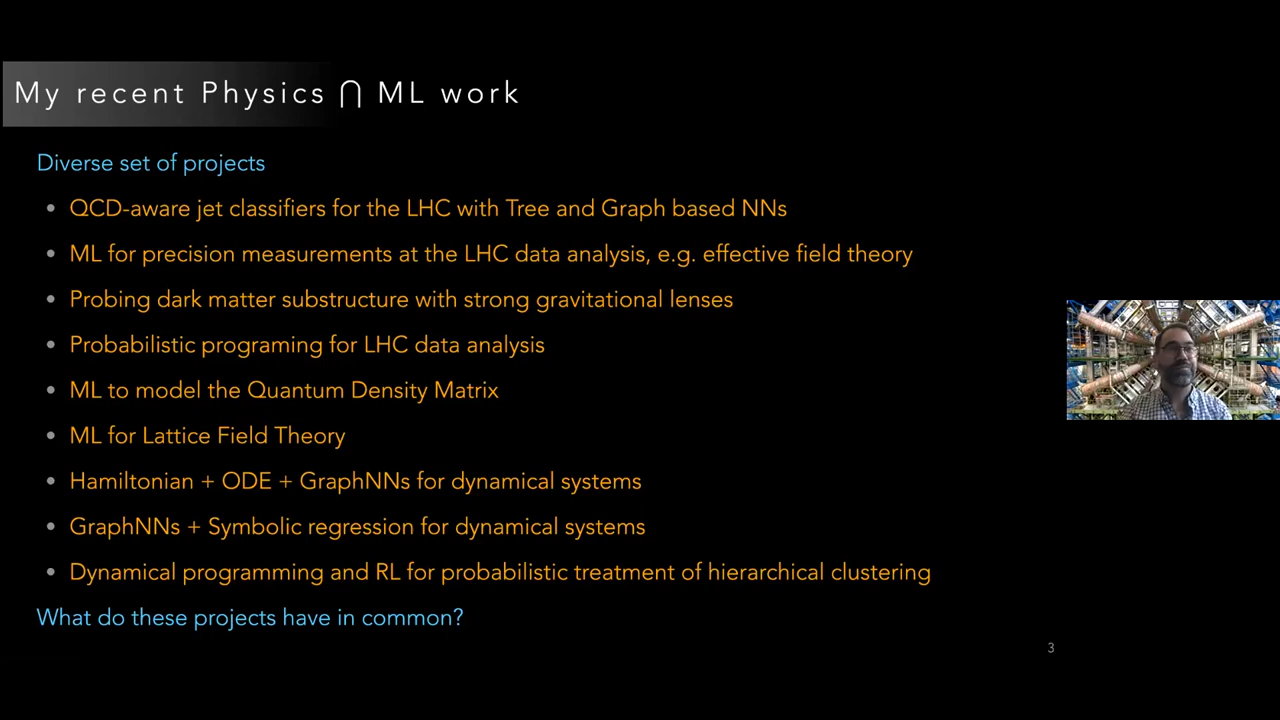 My recent Physics ∩ ML work
Diverse set of projects
• QCD-aware jet classifiers for the LHC with Tree and Graph based NNs
• ML for precision measurements at the LHC data analysis, e.g. effective field theory
• Probing dark matter substructure with strong gravitational lenses
• Probabilistic programing for LHC data analysis
• ML to model the Quantum Density Matrix
• ML for Lattice Field Theory
• Hamiltonian + ODE + GraphNNs for dynamical systems
• GraphNNs + Symbolic regression for dynamical systems
• Dynamical programming and RL for probabilistic treatment of hierarchical clustering
What do these projects have in common?
3